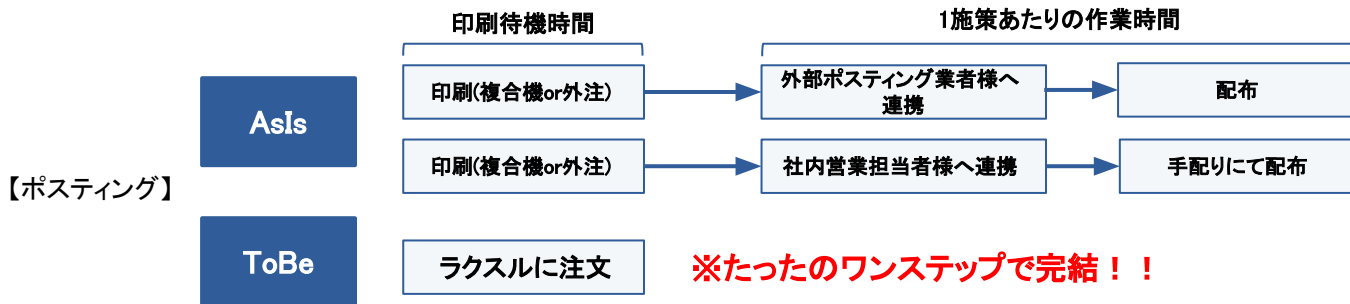 印刷待機時間
1施策あたりの作業時間
AsIs
印刷(複合機or外注)
外部ポスティング業者様へ
連携
配布
印刷(複合機or外注)
社内営業担当者様へ連携
手配りにて配布
【ポスティング】
ToBe
ラクスルに注文
※たったのワンステップで完結！！